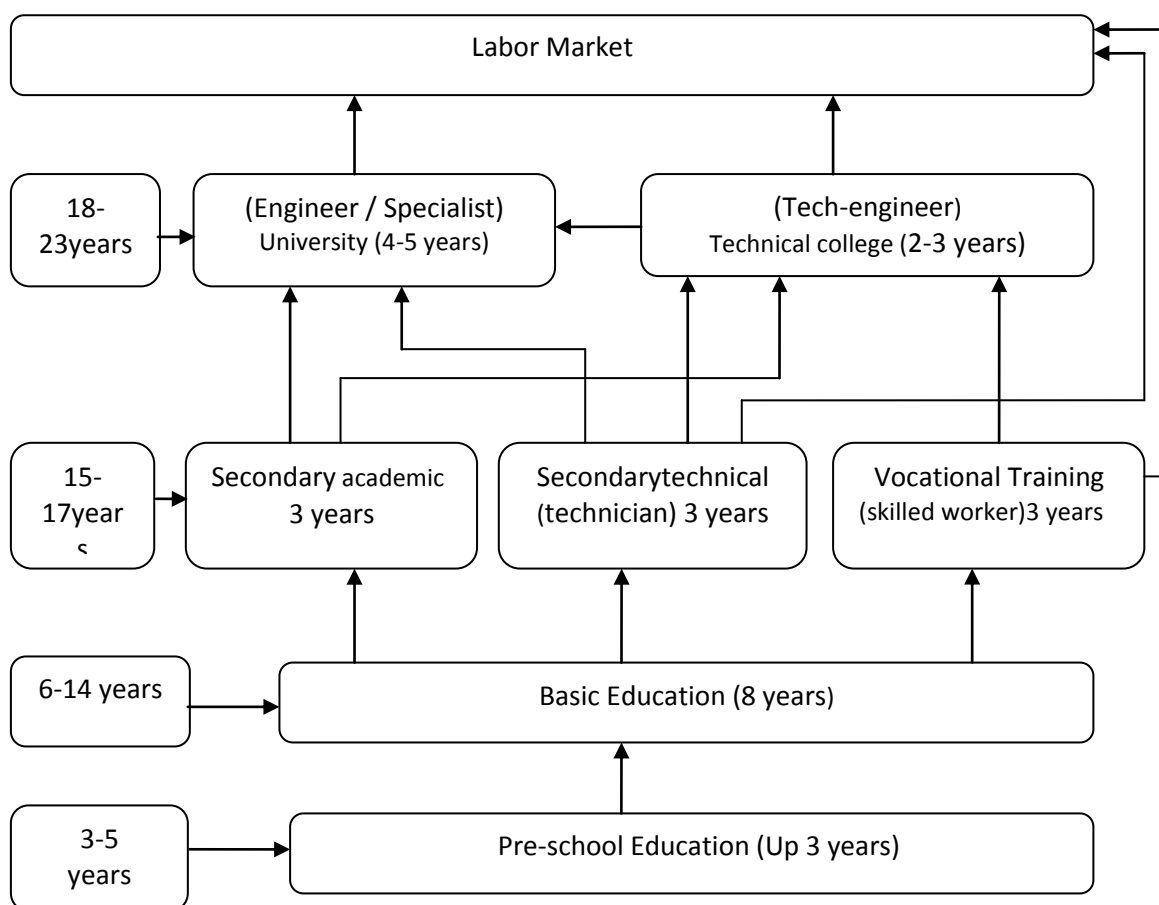 Labor Market
18-
23years
(Engineer / Specialist)
University (4-5 years)
(Tech-engineer)
Technical college (2-3 years)
15-
17year
s
Secondary academic
3 years
Secondarytechnical
(technician) 3 years
Vocational Training
(skilled worker)3 years
6-14 years
Basic Education (8 years)
3-5
years
Pre-school Education (Up 3 years)